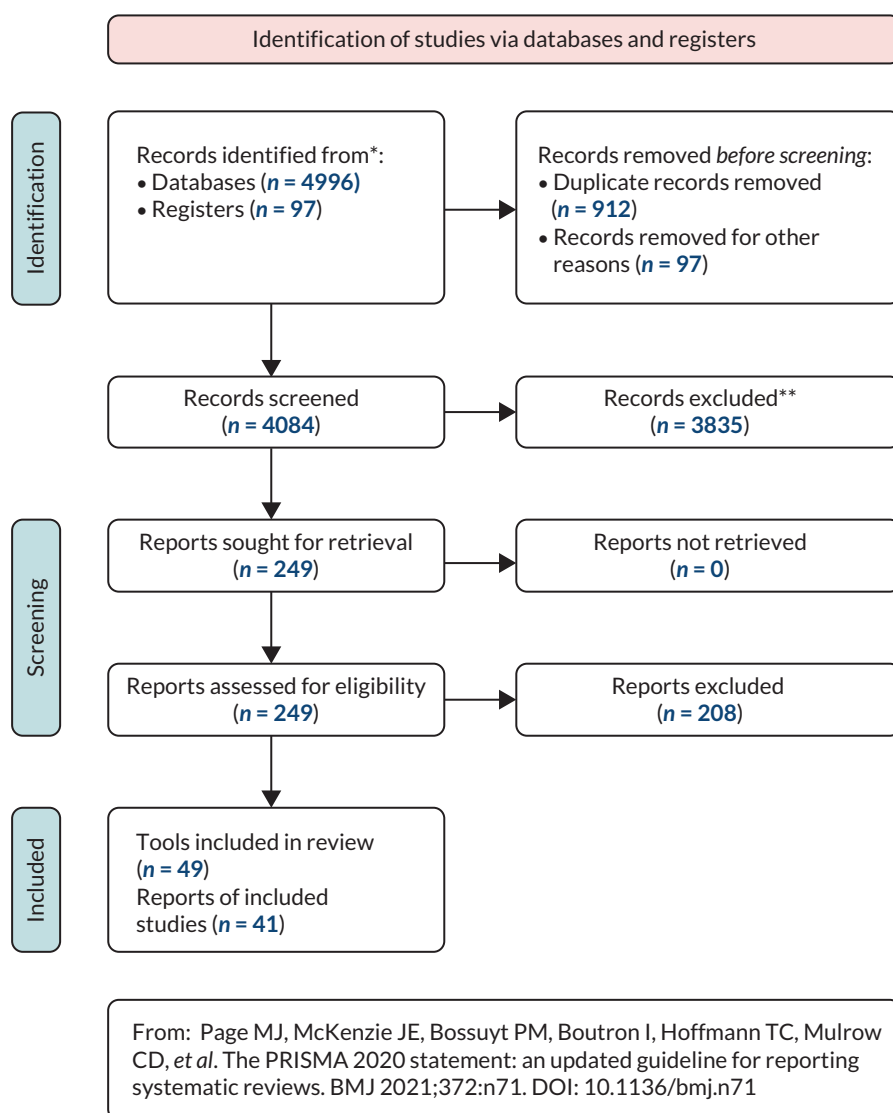 Identification of studies via databases and registers
Identification
Records identified from*:
• Databases (n = 4996)
• Registers (n = 97)
Records removed before screening:
• Duplicate records removed
(n = 912)
• Records removed for other
reasons (n = 97)
Records screened
(n = 4084)
Records excluded**
(n = 3835)
Screening
Reports sought for retrieval
(n = 249)
Reports not retrieved
(n = 0)
Reports assessed for eligibility
(n = 249)
Reports excluded
(n = 208)
Included
Tools included in review
(n = 49)
Reports of included
studies (n = 41)
From: Page MJ, McKenzie JE, Bossuyt PM, Boutron I, Hoffmann TC, Mulrow
CD, et al. The PRISMA 2020 statement: an updated guideline for reporting
systematic reviews. BMJ 2021;372:n71. DOI: 10.1136/bmj.n71